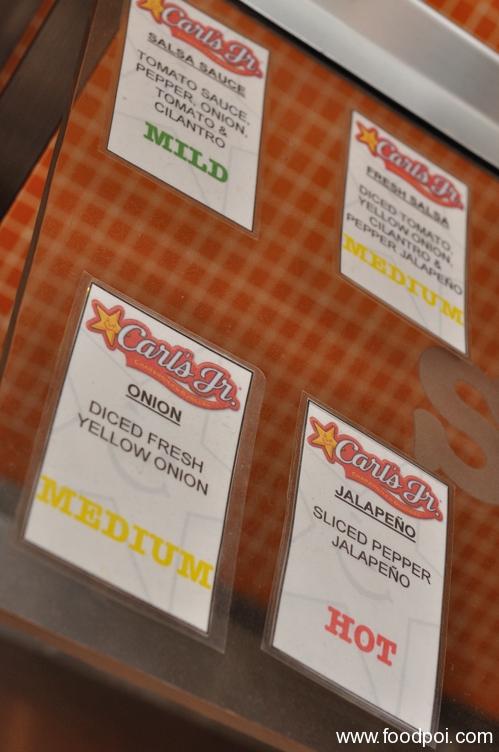 Carl's Jr.
SALSA SAUCE
TOMATO SAUCE,
PEPPER, ONION,
TOMATO &
CILANTRO
MILD
Carl's Jr.
FRESH SALSA
DICED TOMATO,
YELLOW ONION,
CILANTRO &
PEPPER JALAPEÑO
MEDIUM
Carl's Jr.
ONION
DICED FRESH
YELLOW ONION
MEDIUM
Carl's Jr.
JALAPEÑO
SLICED PEPPER
JALAPEÑO
HOT
S
www.foodpoi.com